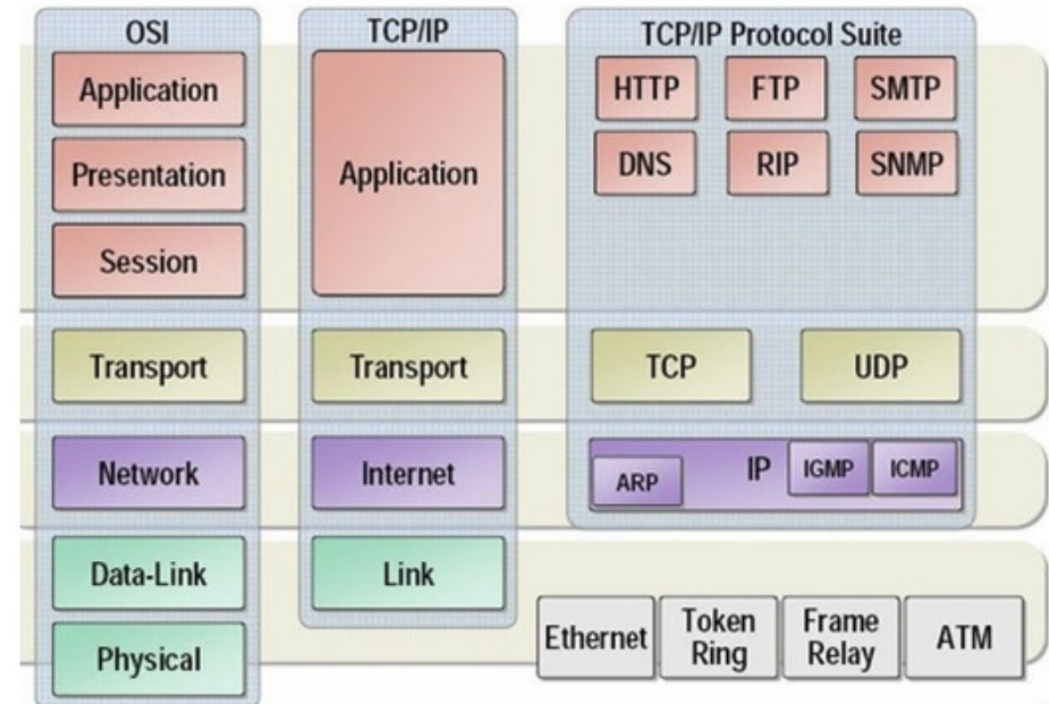 OSI
TCP/IP
TCP/IP Protocol Suite
Application
Presentation
Session
Application
HTTP
FTP
SMTP
DNS
RIP
SNMP
Transport
Transport
TCP
UDP
Network
Internet
ARP
IP
IGMP
ICMP
Data-Link
Physical
Link
Ethernet
Token
Ring
Frame
Relay
ATM